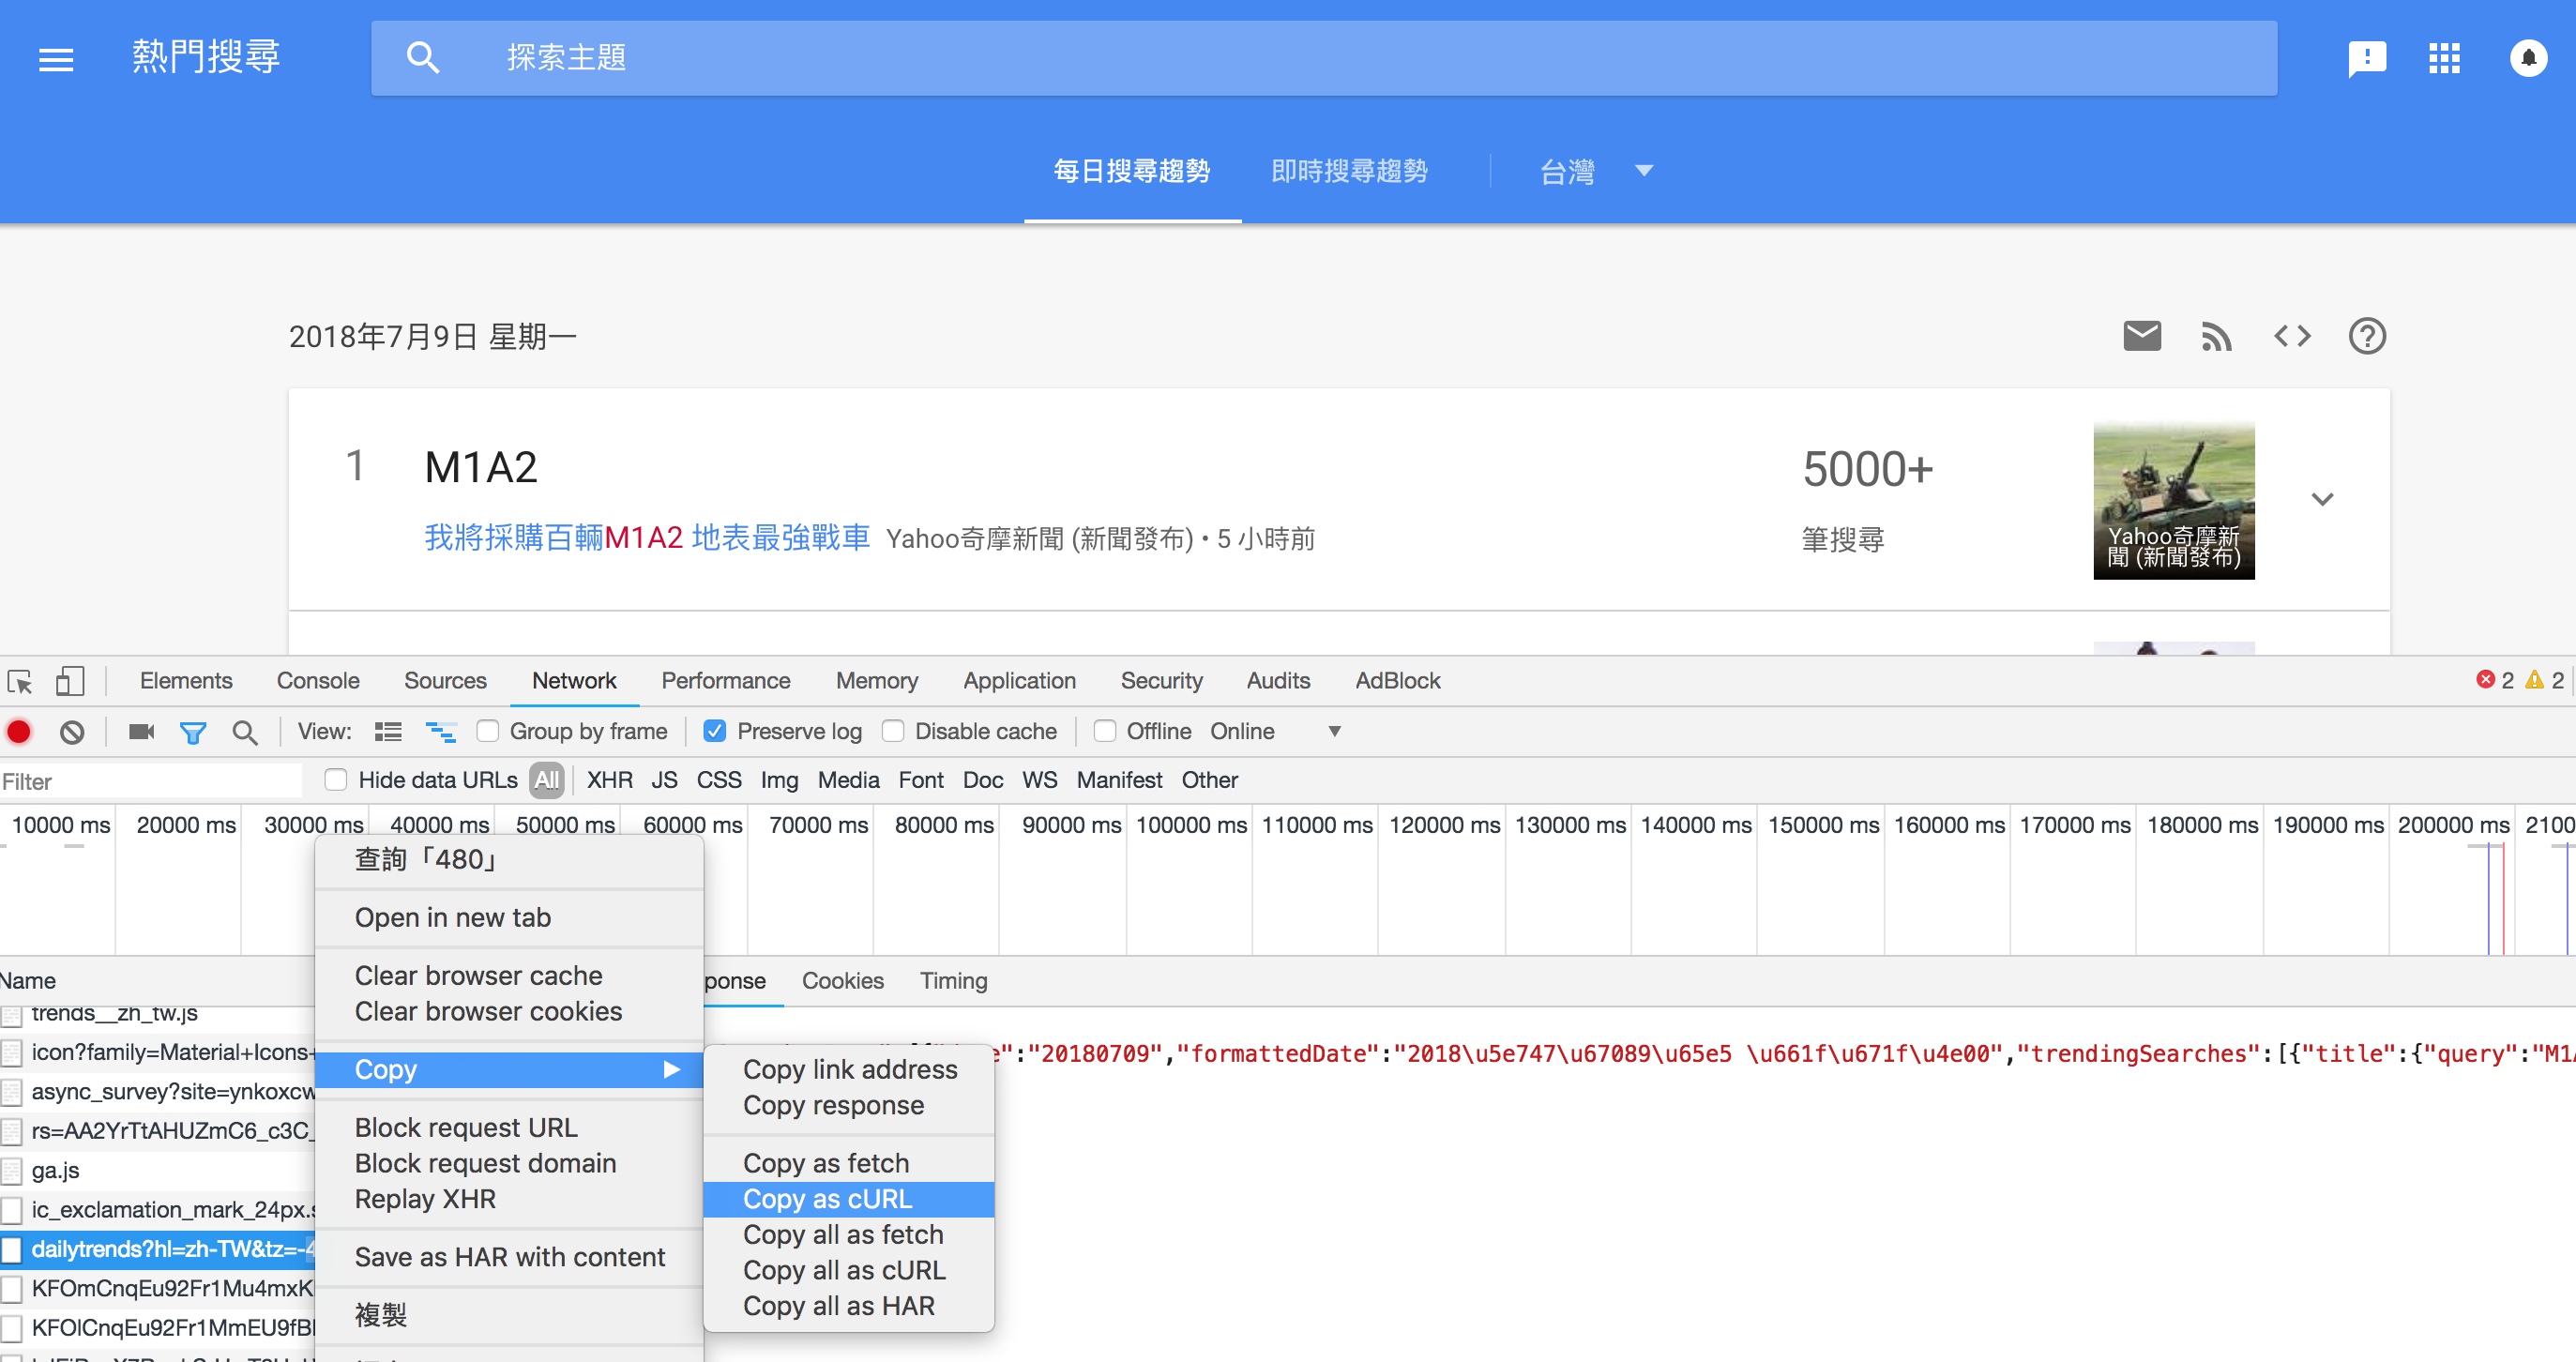 熱門搜尋
探索主題
每日搜尋趨勢 即時搜尋趨勢 台灣
2018年7月9日 星期一
1 M1A2 5000+
我將採購百輛M1A2 地表最強戰車 Yahoo奇摩新聞 (新聞發布) • 5 小時前 筆搜尋
Yahoo奇摩新
聞 (新聞發布)
Elements Console Sources Network Performance Memory Application Security Audits AdBlock 2 2
View: Group by frame Preserve log Disable cache Offline Online
Filter Hide data URLs All XHR JS CSS Img Media Font Doc WS Manifest Other
10000 ms 20000 ms 30000 ms 40000 ms 50000 ms 60000 ms 70000 ms 80000 ms 90000 ms 100000 ms 110000 ms 120000 ms 130000 ms 140000 ms 150000 ms 160000 ms 170000 ms 180000 ms 190000 ms 200000 ms 2100
Name ponse Cookies Timing
trends__zh_tw.js
icon?family=Material+Icons+
async_survey?site=ynkoxcw
rs=AA2YrTtAHUZmC6_c3C_
ga.js
ic_exclamation_mark_24px.s
dailytrends?hl=zh-TW&tz=-4
KFOmCnqEu92Fr1Mu4mxK
KFOlCnqEu92Fr1MmEU9fB
查詢「480」
Open in new tab
Clear browser cache
Clear browser cookies
Copy
Block request URL
Block request domain
Replay XHR
Save as HAR with content
複製
Copy link address
Copy response
Copy as fetch
Copy as cURL
Copy all as fetch
Copy all as cURL
Copy all as HAR
e":"20180709","formattedDate":"2018\u5e747\u67089\u65e5 \u661f\u671f\u4e00","trendingSearches":[{"title":{"query":"M1